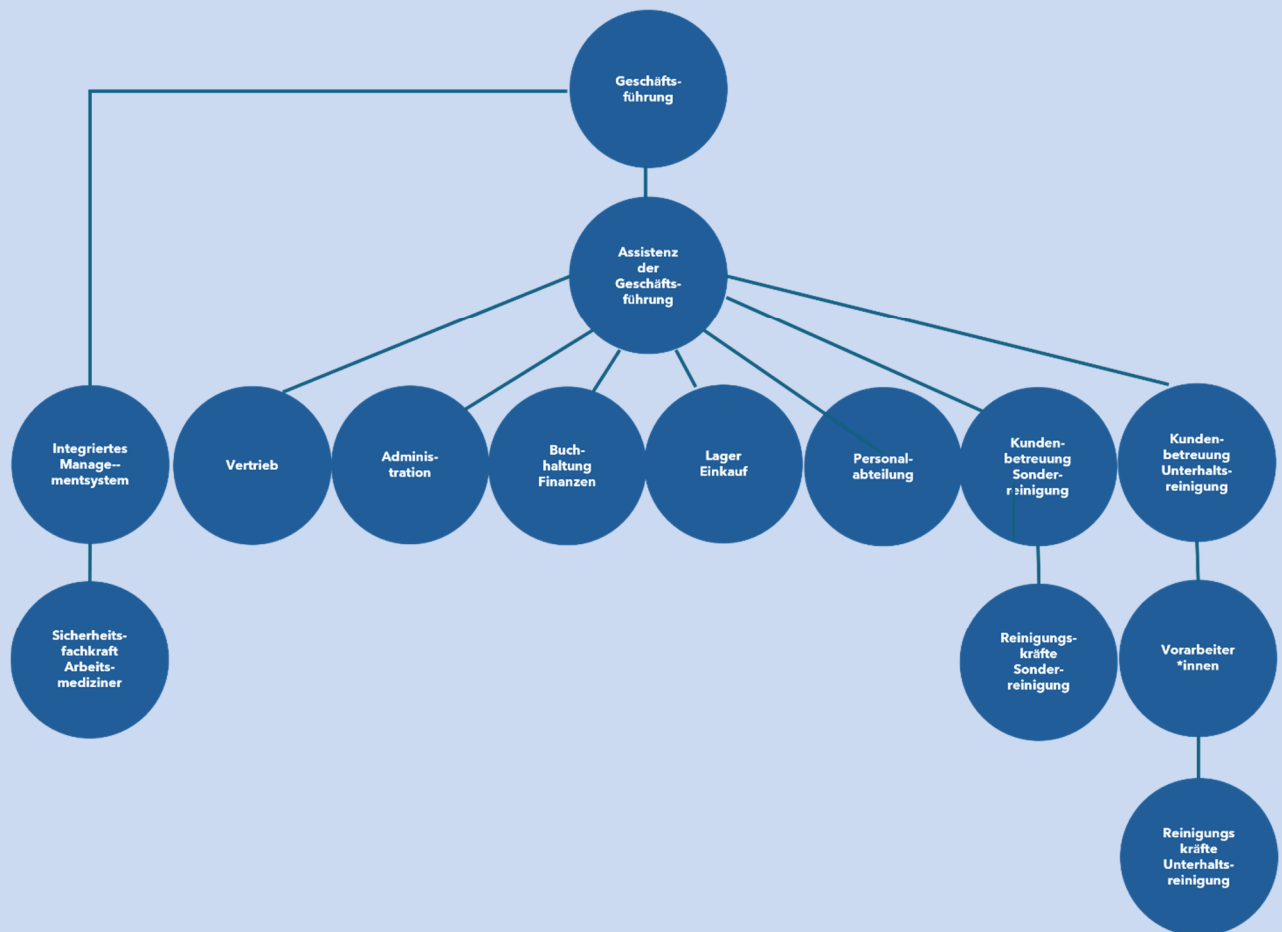 Geschäfts-
führung
Assistenz
der
Geschäfts-
führung
Integriertes
Manage--
mentsystem
Vertrieb
Adminis-
tration
Buch-
haltung
Finanzen
Lager
Einkauf
Personal-
abteilung
Kunden-
betreuung
Sonder-
reinigung
Kunden-
betreuung
Unterhalts-
reinigung
Sicherheits-
fachkraft
Arbeits-
mediziner
Reinigungs-
kräfte
Sonder-
reinigung
Vorarbeiter
*innen
Reinigungs
kräfte
Unterhalts-
reinigung